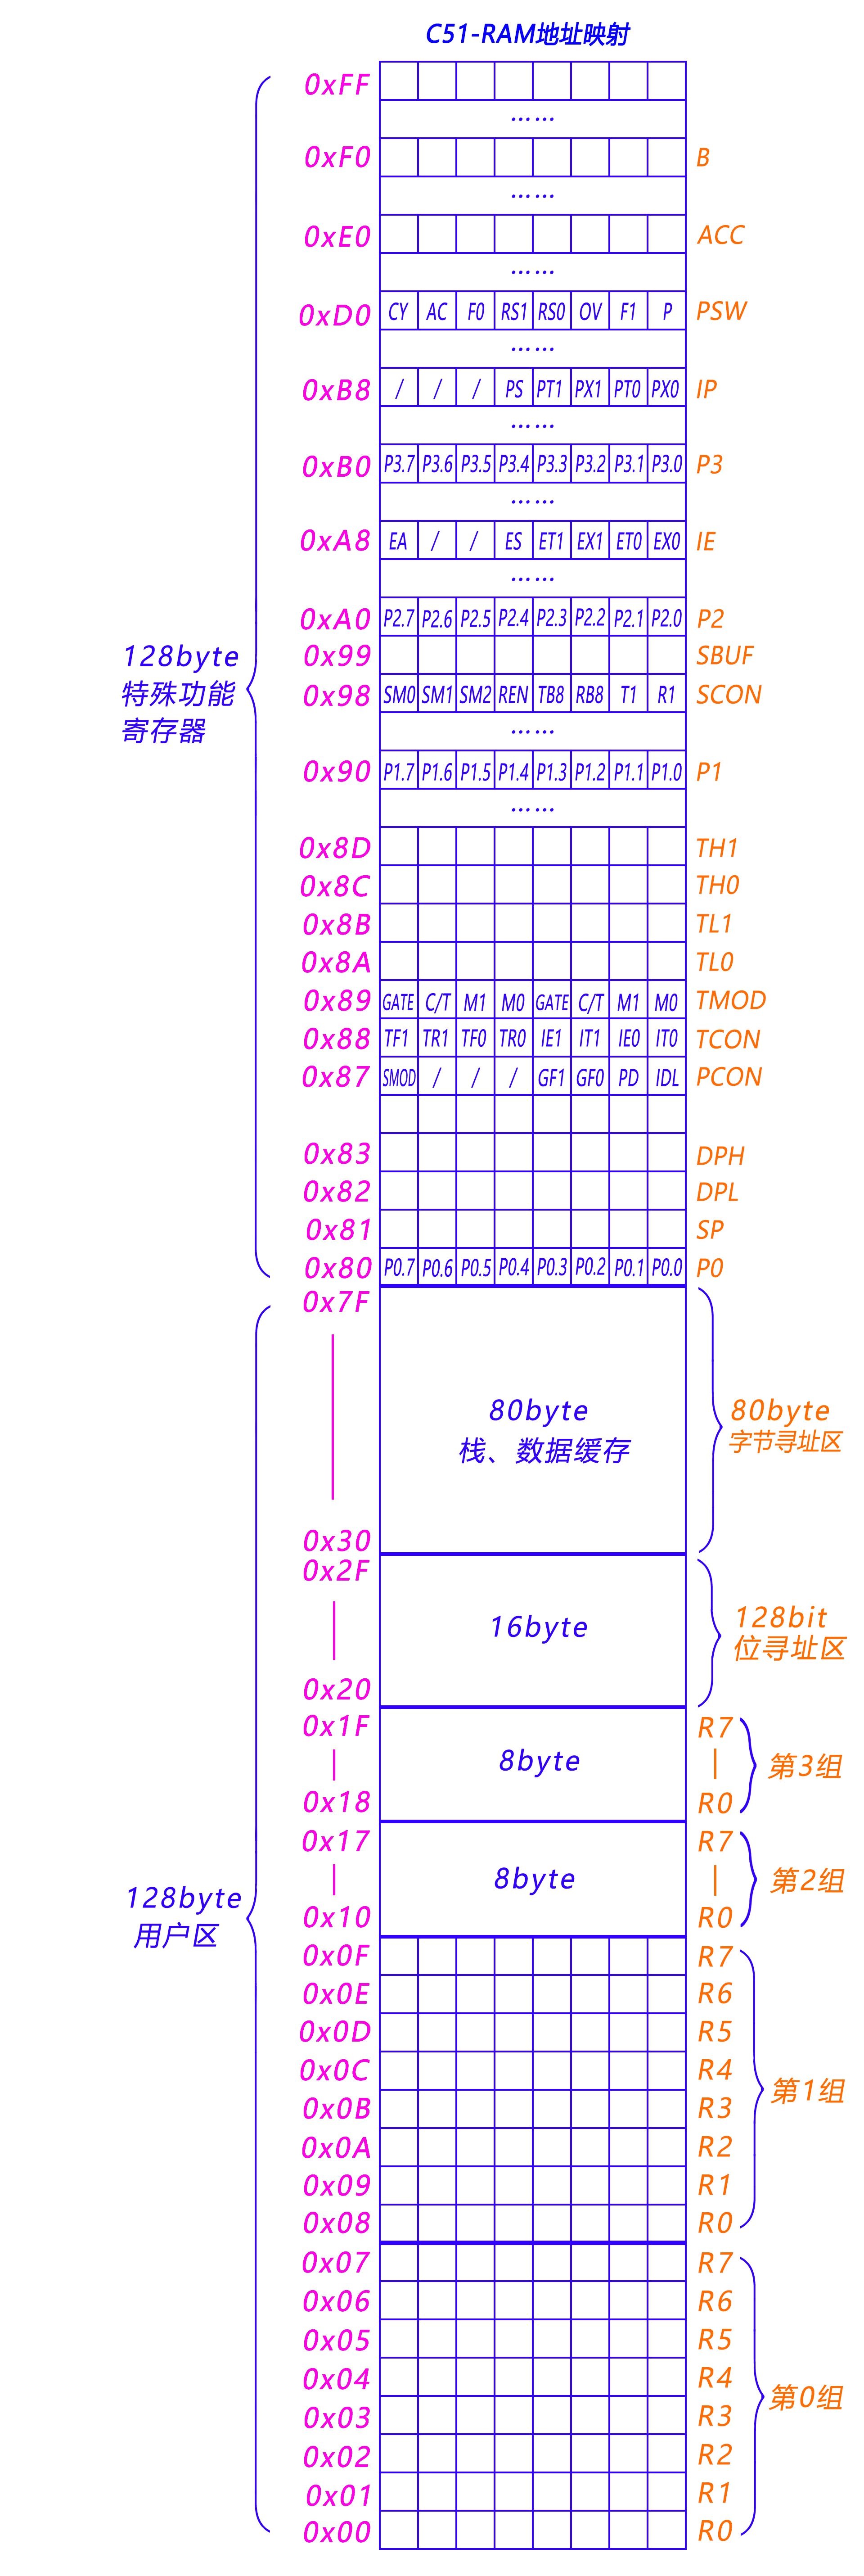 C51-RAM地址映射
0xFF
……
0xF0 B
……
0xE0 ACC
……
0xD0 CY AC F0 RS1 RS0 OV F1 P PSW
……
0xB8 / / / PS PT1 PX1 PT0 PX0 IP
……
0xB0 P3.7 P3.6 P3.5 P3.4 P3.3 P3.2 P3.1 P3.0 P3
……
0xA8 EA / / ES ET1 EX1 ET0 EX0 IE
……
0xA0 P2.7 P2.6 P2.5 P2.4 P2.3 P2.2 P2.1 P2.0 P2
128byte
特殊功能
寄存器
0x99 SBUF
0x98 SM0 SM1 SM2 REN TB8 RB8 T1 R1 SCON
……
0x90 P1.7 P1.6 P1.5 P1.4 P1.3 P1.2 P1.1 P1.0 P1
……
0x8D TH1
0x8C TH0
0x8B TL1
0x8A TL0
0x89 GATE C/T M1 M0 GATE C/T M1 M0 TMOD
0x88 TF1 TR1 TF0 TR0 IE1 IT1 IE0 IT0 TCON
0x87 SMOD / / / GF1 GF0 PD IDL PCON
0x83 DPH
0x82 DPL
0x81 SP
0x80 P0.7 P0.6 P0.5 P0.4 P0.3 P0.2 P0.1 P0.0 P0
0x7F
80byte
栈、数据缓存
80byte
字节寻址区
0x30
0x2F
16byte
128bit
位寻址区
0x20
0x1F R7
8byte
第3组
0x18 R0
0x17 R7
8byte
第2组
128byte
用户区
0x10 R0
0x0F R7
0x0E R6
0x0D R5
0x0C R4
第1组
0x0B R3
0x0A R2
0x09 R1
0x08 R0
0x07 R7
0x06 R6
0x05 R5
0x04 R4
第0组
0x03 R3
0x02 R2
0x01 R1
0x00 R0